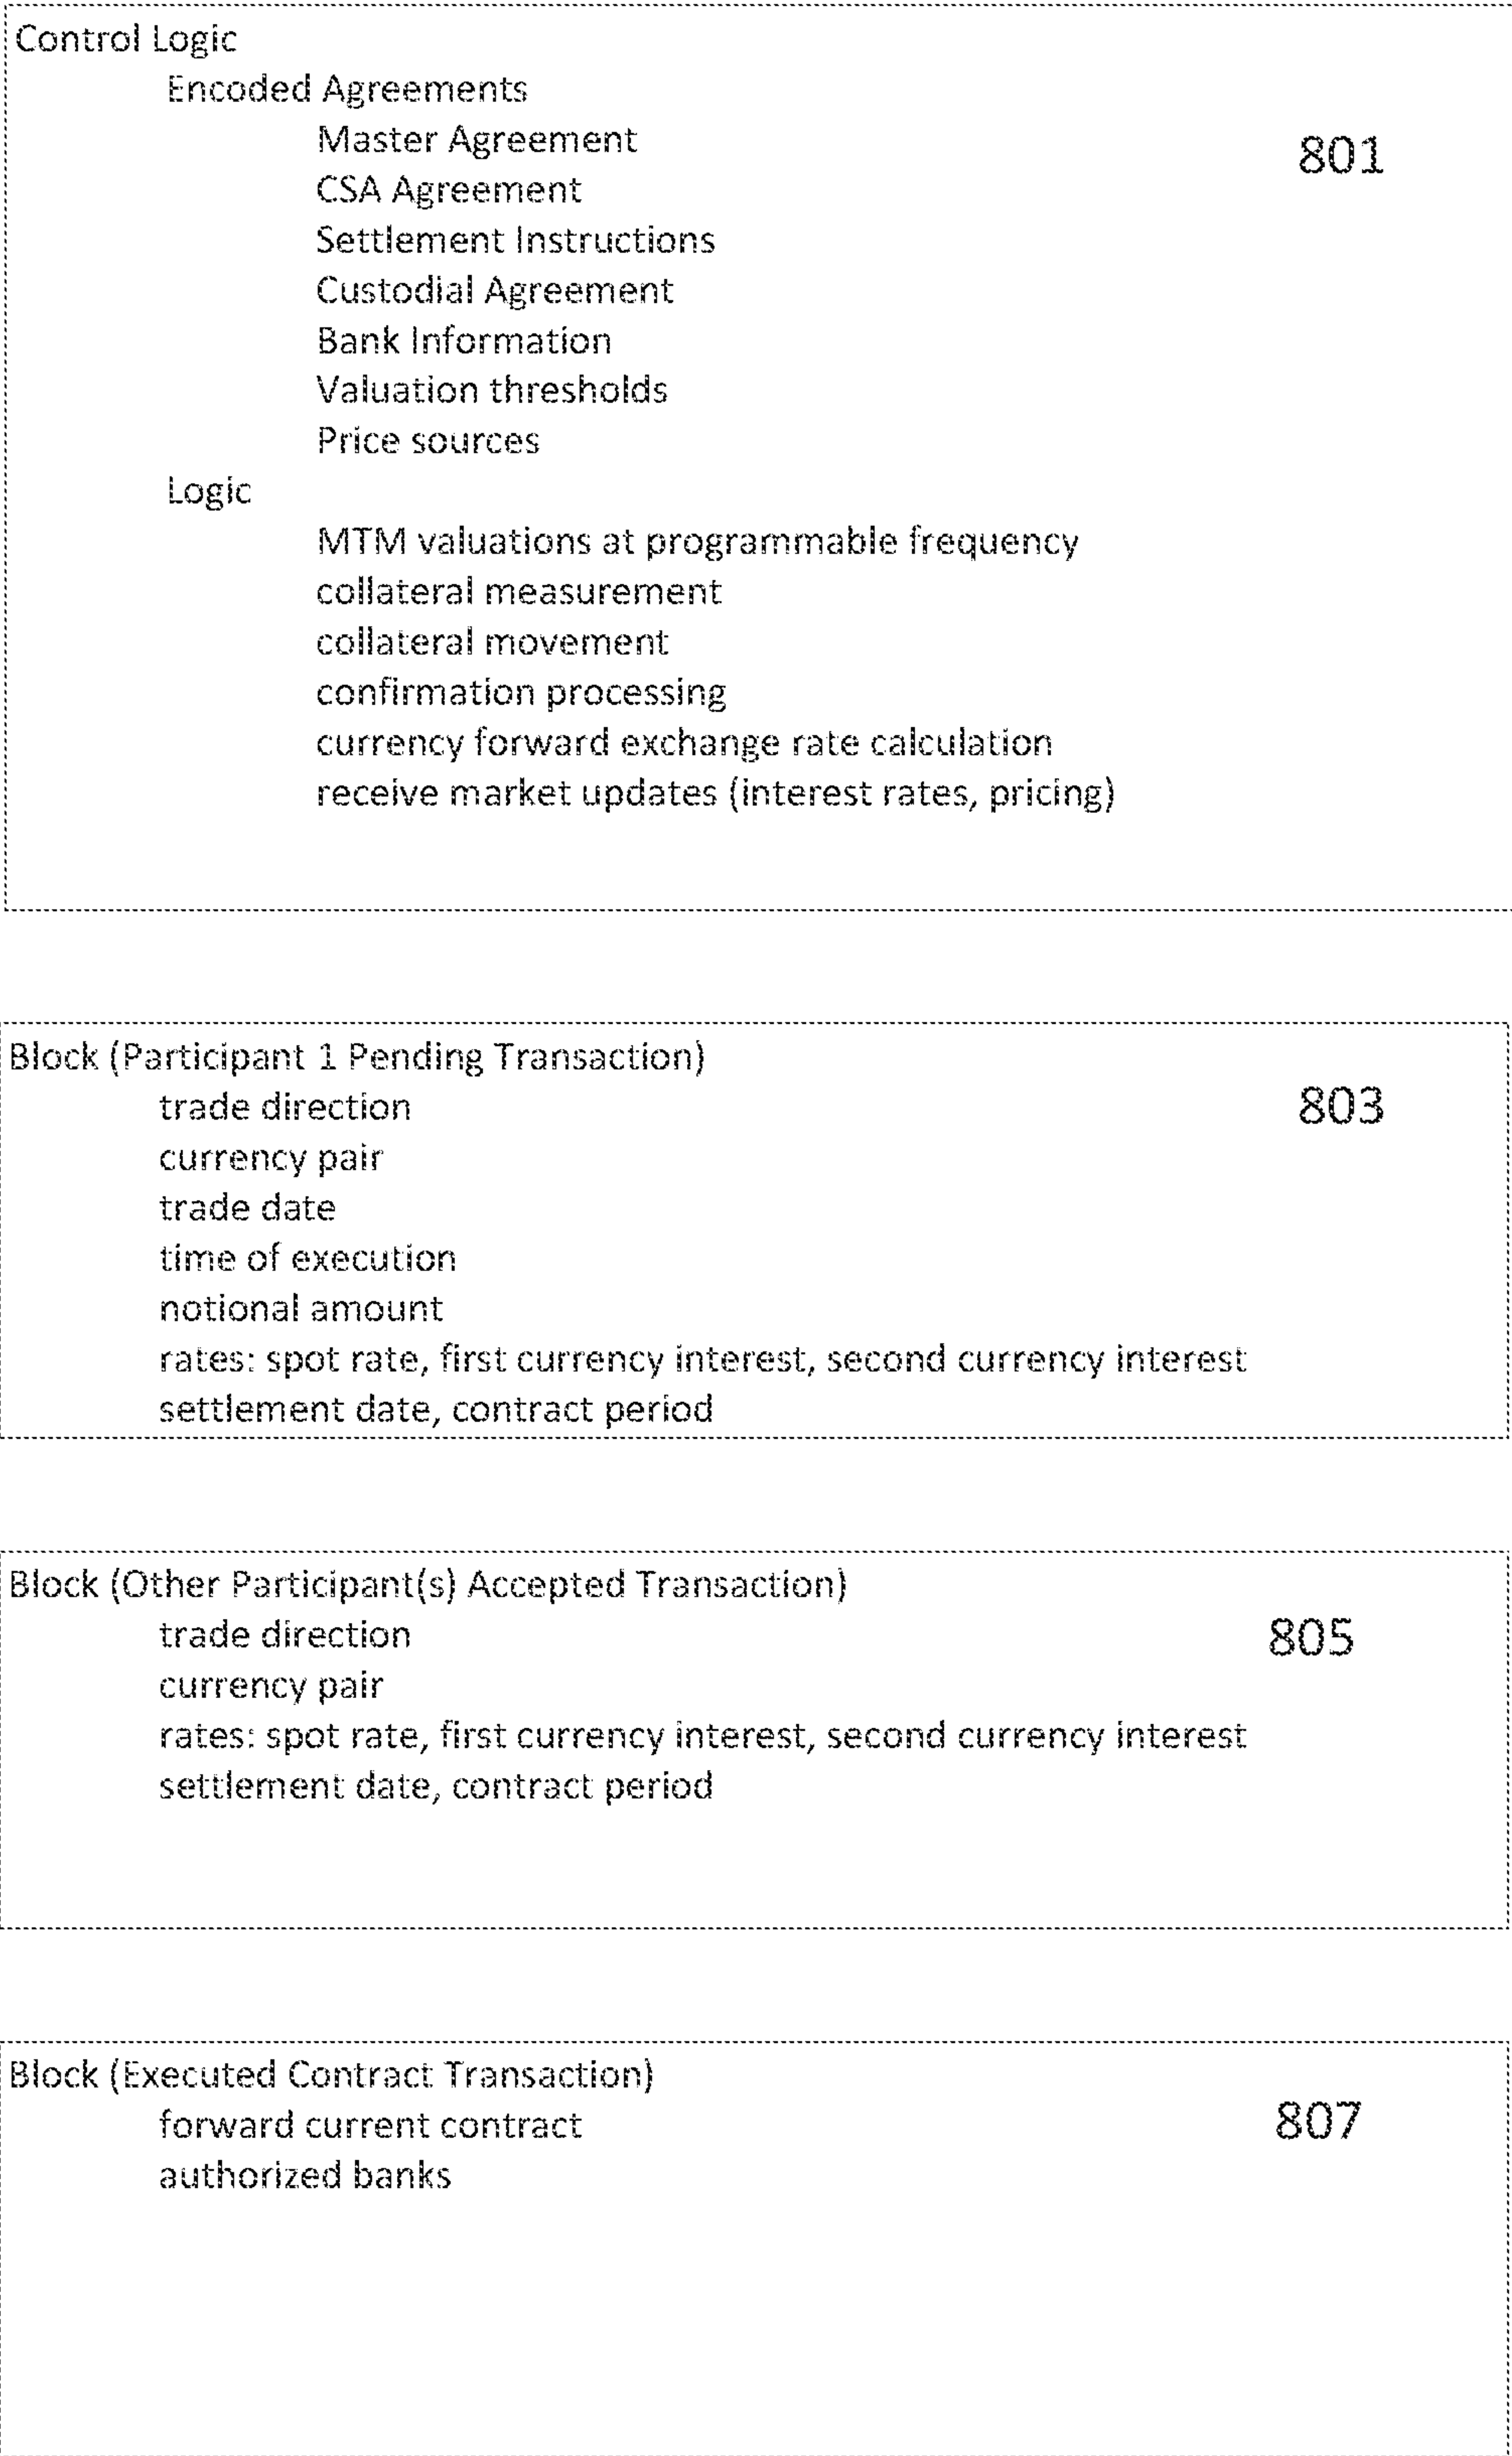 Control Logic
Encoded Agreements
Master Agreement
801
CSA Agreement
Settlement Instructions
Custodial Agreement
Bank Information
Valuation thresholds
Price sources
Logic
MTM valuations at programmable frequency
collateral measurement
collateral movement
confirmation processing
currency forward exchange rate calculation
receive market updates (interest rates, pricing)
Block (Participant 1 Pending Transaction)
trade direction
803
currency pair
trade date
time of execution
notional amount
rates: spot rate, first currency interest, second currency interest
settlement date, contract period
Block (Other Participant(s) Accepted Transaction)
trade direction
805
currency pair
rates: spot rate, first currency interest, second currency interest
settlement date, contract period
Block (Executed Contract Transaction)
forward current contract
807
authorized banks